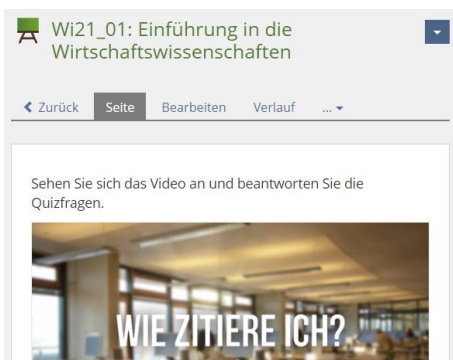 Wi21_01: Einführung in die
Wirtschaftswissenschaften
Zurück Seite Bearbeiten Verlauf ...
Sehen Sie sich das Video an und beantworten Sie die
Quizfragen.
WIE ZITIERE ICH?